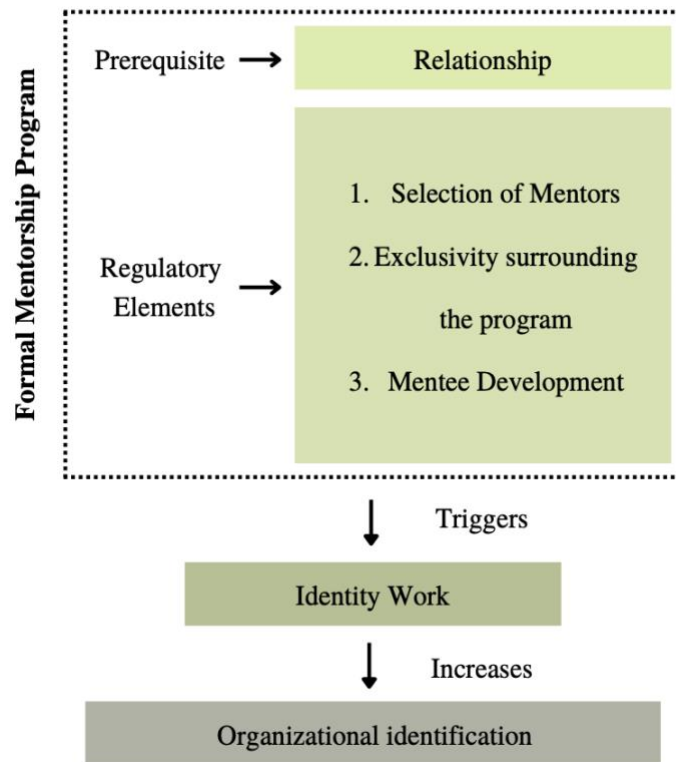 Formal Mentorship Program
Prerequisite
Relationship
Regulatory
Elements
1. Selection of Mentors
2. Exclusivity surrounding
the program
3. Mentee Development
Triggers
Identity Work
Increases
Organizational identification